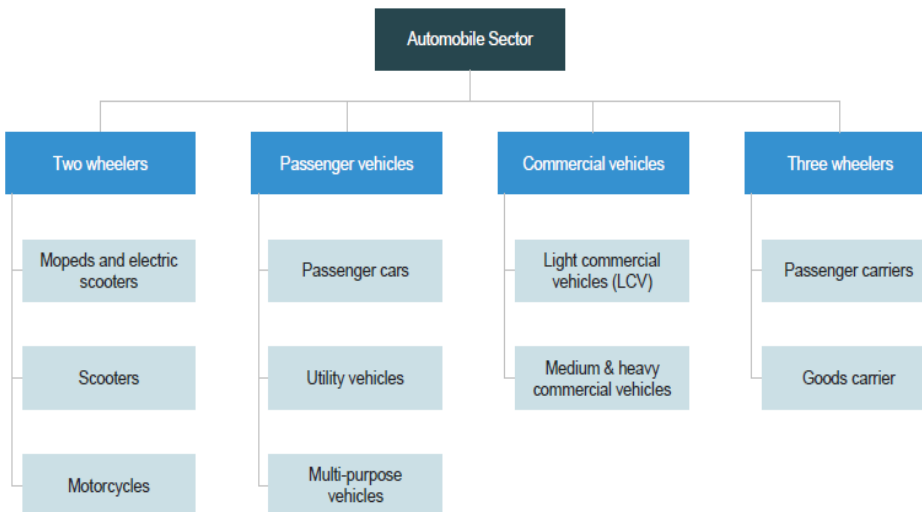 Automobile Sector
Two wheelers
Passenger vehicles
Commercial vehicles
Three wheelers
Mopeds and electric
scooters
Passenger cars
Light commercial
vehicles (LCV)
Passenger carriers
Scooters
Utility vehicles
Medium & heavy
commercial vehicles
Goods carrier
Motorcycles
Multi-purpose
vehicles